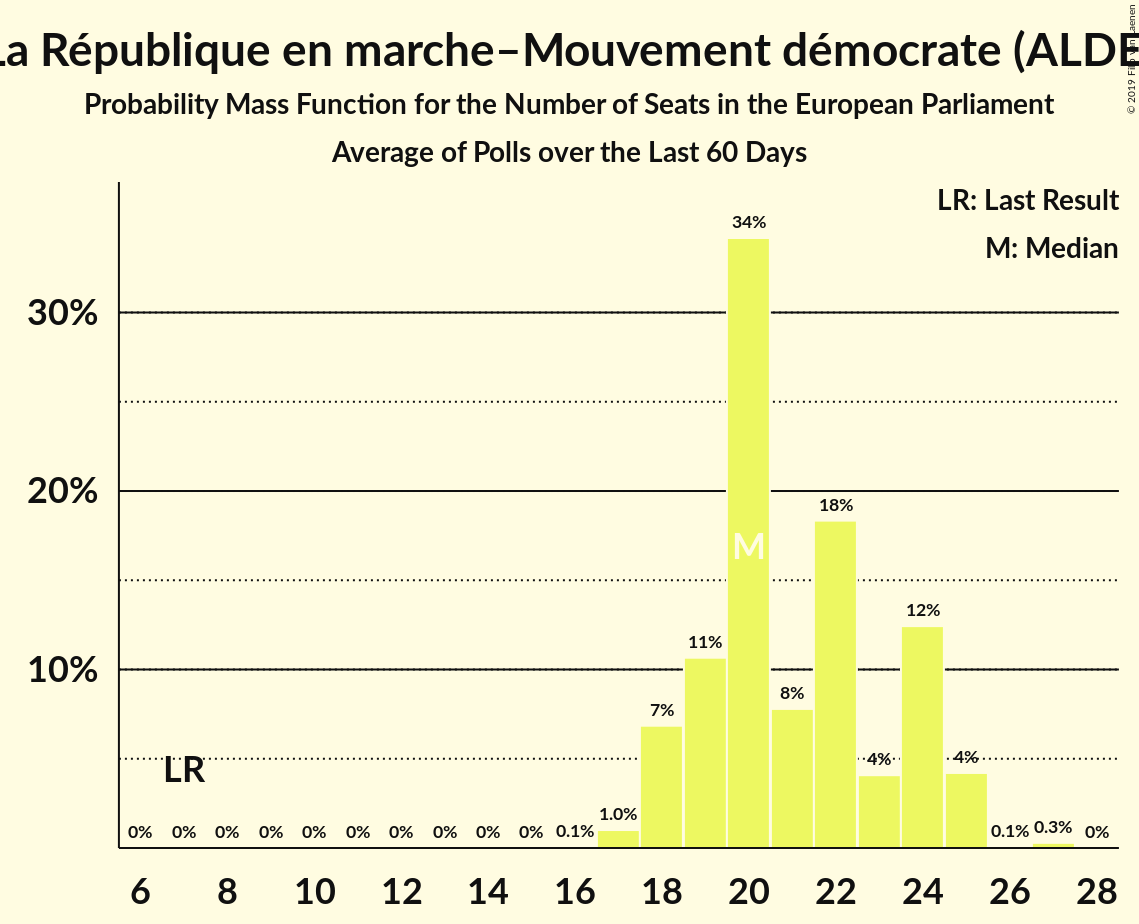 La République en marche–Mouvement démocrate (ALDE
Probability Mass Function for the Number of Seats in the European Parliament
Average of Polls over the Last 60 Days
© 2019 Filip van Laenen
LR: Last Result
M: Median
34%
30%
18%
20%
M
12%
11%
10%
8%
7%
4%
4%
LR
0% 0% 0% 0% 0% 0% 0% 0% 0% 0% 0.1% 1.0% 0.1% 0.3% 0%
6 8 10 12 14 16 18 20 22 24 26 28